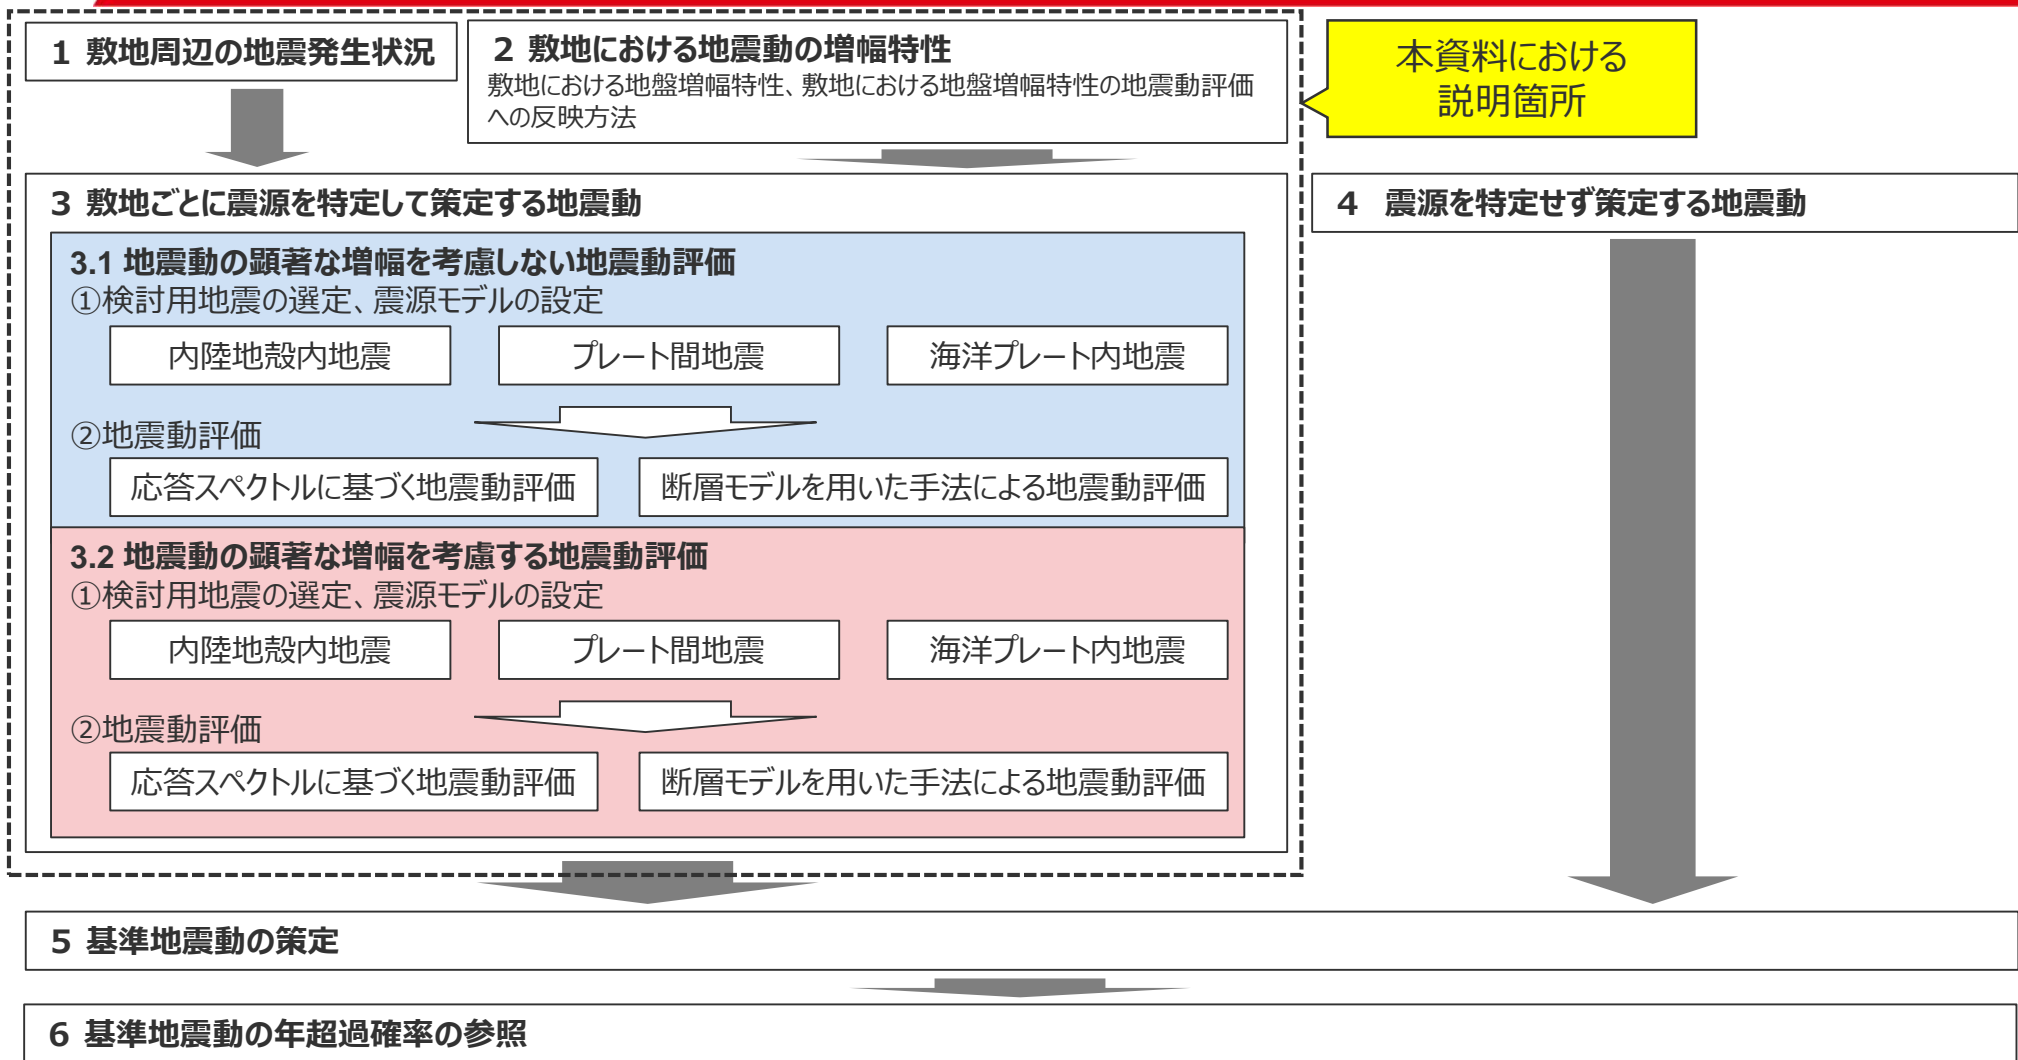 1 敷地周辺の地震発生状況
2 敷地における地震動の増幅特性
敷地における地盤増幅特性、敷地における地盤増幅特性の地震動評価
への反映方法
本資料における
説明箇所
3 敷地ごとに震源を特定して策定する地震動
4 震源を特定せず策定する地震動
3.1 地震動の顕著な増幅を考慮しない地震動評価
①検討用地震の選定、震源モデルの設定
内陸地殻内地震
プレート間地震
海洋プレート内地震
②地震動評価
応答スペクトルに基づく地震動評価
断層モデルを用いた手法による地震動評価
3.2 地震動の顕著な増幅を考慮する地震動評価
①検討用地震の選定、震源モデルの設定
内陸地殻内地震
プレート間地震
海洋プレート内地震
②地震動評価
応答スペクトルに基づく地震動評価
断層モデルを用いた手法による地震動評価
5 基準地震動の策定
6 基準地震動の年超過確率の参照